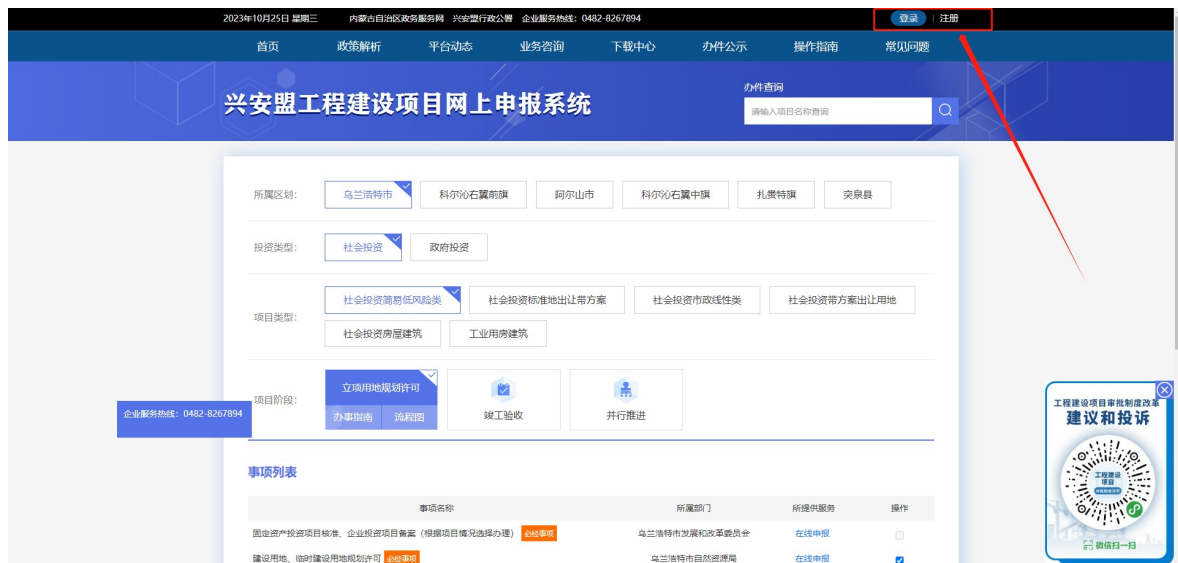 2023年10月25日 星期三 内蒙古自治区政务服务网 兴安盟行政公署 企业服务热线：0482-8267894 登录 | 注册
首页 政策解析 平台动态 业务咨询 下载中心 办件公示 操作指南 常见问题
兴安盟工程建设项目网上申报系统
办件查询
请输入项目名称查询
所属区划： 乌兰浩特市 科尔沁右翼前旗 阿尔山市 科尔沁右翼中旗 扎赉特旗 突泉县
投资类型： 社会投资 政府投资
项目类型： 社会投资简易低风险类 社会投资标准地出让带方案 社会投资市政线性类 社会投资带方案出让用地
社会投资房屋建筑 工业用房建筑
项目阶段： 立项用地规划许可 竣工验收 并行推进
办事指南 流程图
企业服务热线：0482-8267894
工程建设项目审批制度改革
建议和投诉
工程建设
项目
微信扫一扫
事项列表
事项名称 所属部门 所提供服务 操作
固定资产投资项目核准、企业投资项目备案（根据项目情况选择办理） 必经事项 乌兰浩特市发展和改革委员会 在线申报
建设用地、临时建设用地规划许可 必经事项 乌兰浩特市自然资源局 在线申报